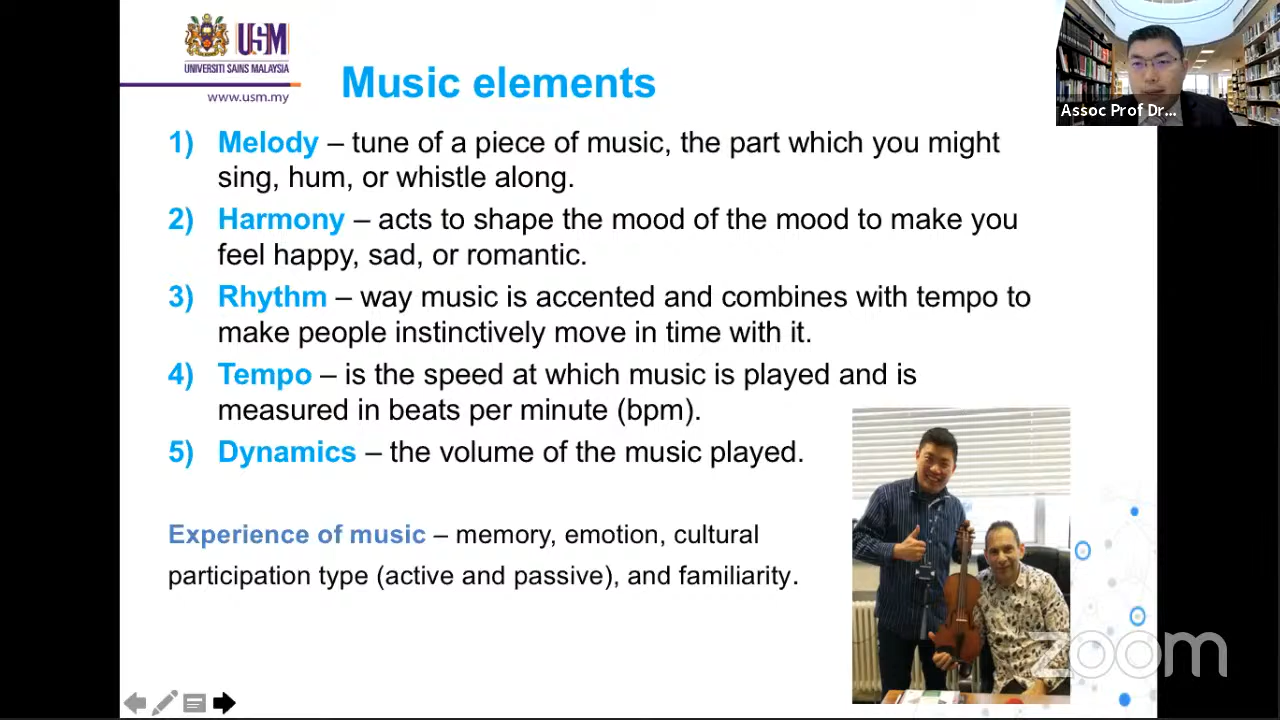 USM
UNIVERSITI SAINS MALAYSIA
www.usm.my
Music elements
Assoc Prof Dr...
1) Melody – tune of a piece of music, the part which you might
sing, hum, or whistle along.
2) Harmony – acts to shape the mood of the mood to make you
feel happy, sad, or romantic.
3) Rhythm – way music is accented and combines with tempo to
make people instinctively move in time with it.
4) Tempo – is the speed at which music is played and is
measured in beats per minute (bpm).
5) Dynamics – the volume of the music played.
Experience of music – memory, emotion, cultural
participation type (active and passive), and familiarity.
zoom